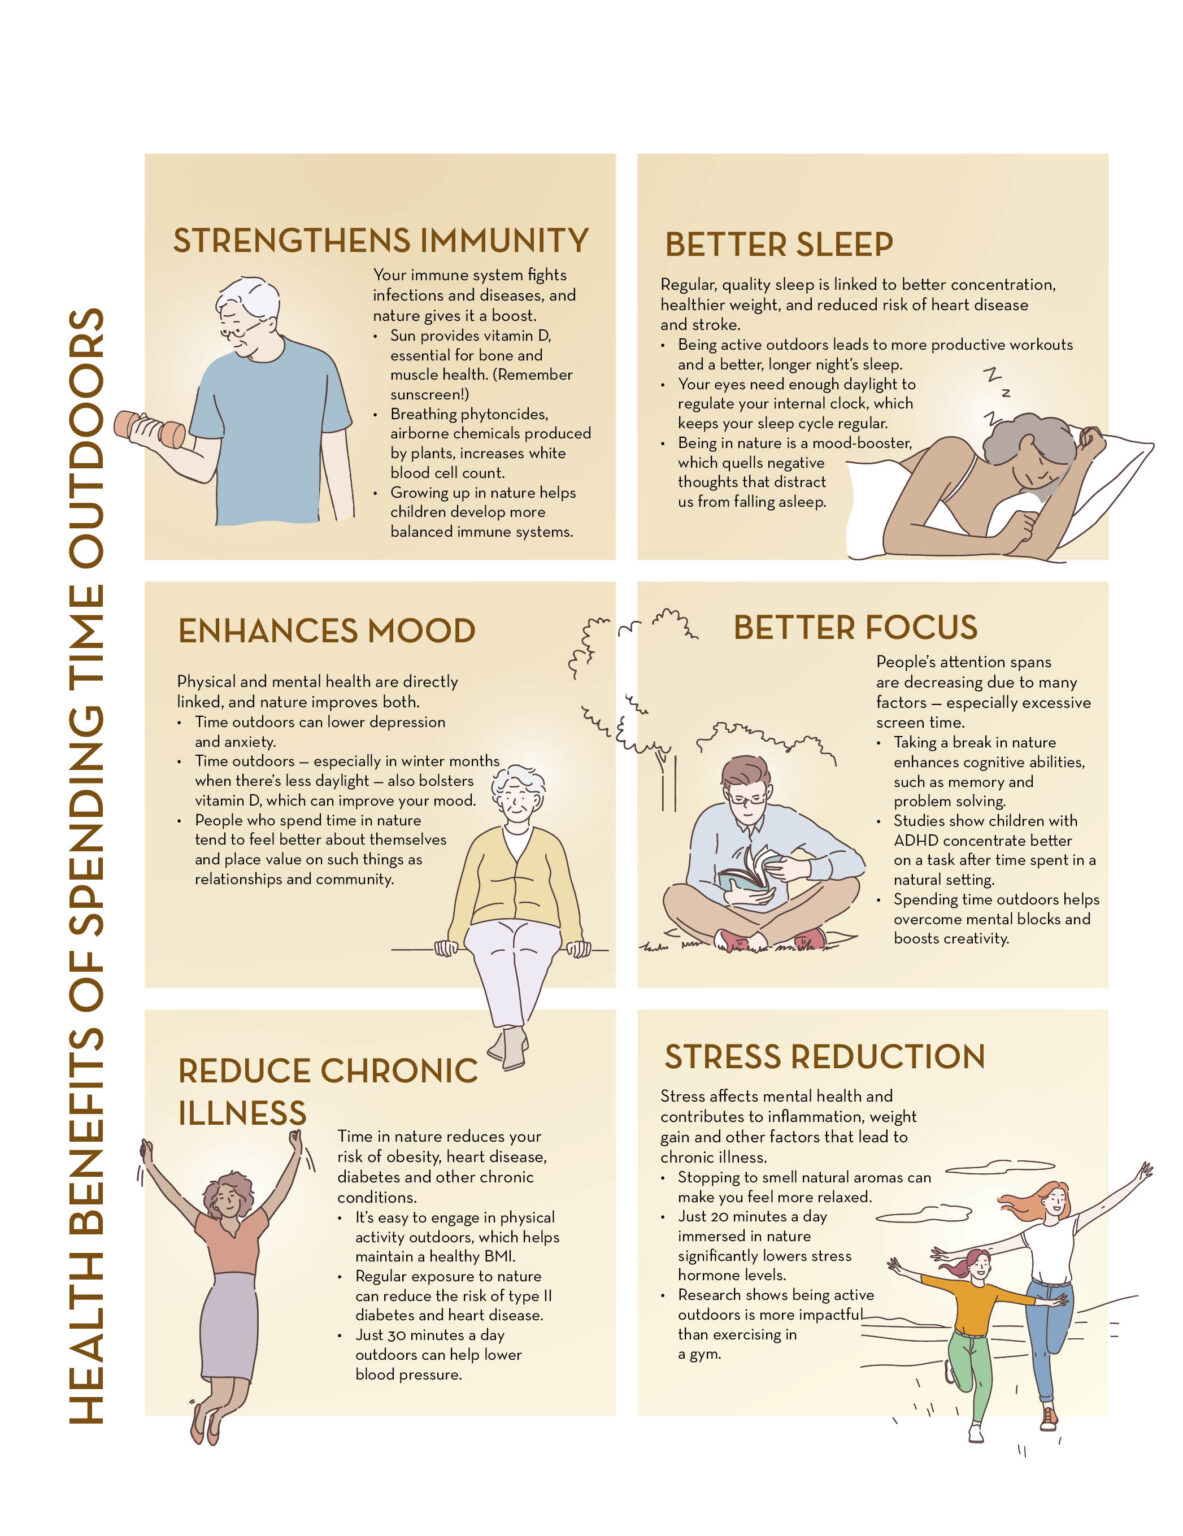 HEALTH BENEFITS OF SPENDING TIME OUTDOORS
STRENGTHENS IMMUNITY
Your immune system fights
infections and diseases, and
nature gives it a boost.
• Sun provides vitamin D,
essential for bone and
muscle health. (Remember
sunscreen!)
• Breathing phytoncides,
airborne chemicals produced
by plants, increases white
blood cell count.
• Growing up in nature helps
children develop more
balanced immune systems.
BETTER SLEEP
Regular, quality sleep is linked to better concentration,
healthier weight, and reduced risk of heart disease
and stroke.
• Being active outdoors leads to more productive workouts
and a better, longer night’s sleep.
• Your eyes need enough daylight to
regulate your internal clock, which
keeps your sleep cycle regular.
• Being in nature is a mood-booster,
which quells negative
thoughts that distract
us from falling asleep.
Z
z
Z
ENHANCES MOOD
Physical and mental health are directly
linked, and nature improves both.
• Time outdoors can lower depression
and anxiety.
• Time outdoors — especially in winter months
when there’s less daylight — also bolsters
vitamin D, which can improve your mood.
• People who spend time in nature
tend to feel better about themselves
and place value on such things as
relationships and community.
BETTER FOCUS
People’s attention spans
are decreasing due to many
factors — especially excessive
screen time.
• Taking a break in nature
enhances cognitive abilities,
such as memory and
problem solving.
• Studies show children with
ADHD concentrate better
on a task after time spent in a
natural setting.
• Spending time outdoors helps
overcome mental blocks and
boosts creativity.
REDUCE CHRONIC
ILLNESS
Time in nature reduces your
risk of obesity, heart disease,
diabetes and other chronic
conditions.
• It’s easy to engage in physical
activity outdoors, which helps
maintain a healthy BMI.
• Regular exposure to nature
can reduce the risk of type II
diabetes and heart disease.
• Just 30 minutes a day
outdoors can help lower
blood pressure.
STRESS REDUCTION
Stress affects mental health and
contributes to inflammation, weight
gain and other factors that lead to
chronic illness.
• Stopping to smell natural aromas can
make you feel more relaxed.
• Just 20 minutes a day
immersed in nature
significantly lowers stress
hormone levels.
• Research shows being active
outdoors is more impactful
than exercising in
a gym.